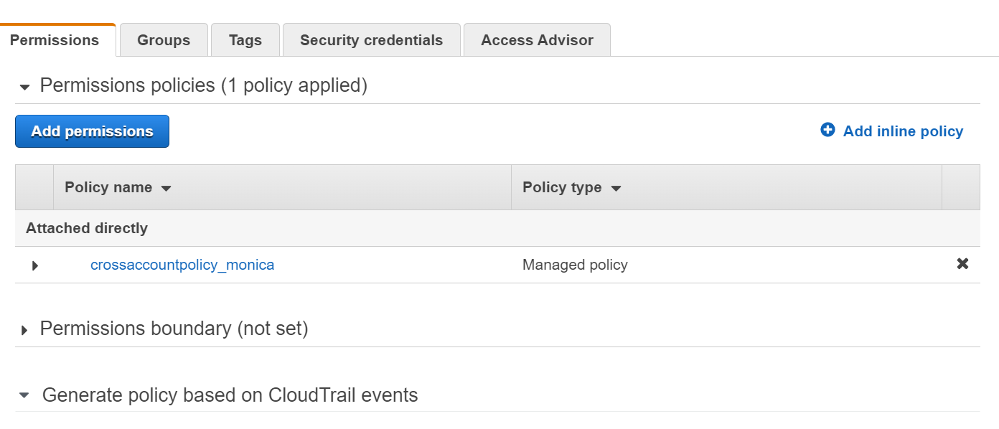 Permissions Groups Tags Security credentials Access Advisor
Permissions policies (1 policy applied)
Add permissions Add inline policy
Policy name Policy type
Attached directly
crossaccountpolicy_monica Managed policy
Permissions boundary (not set)
Generate policy based on CloudTrail events